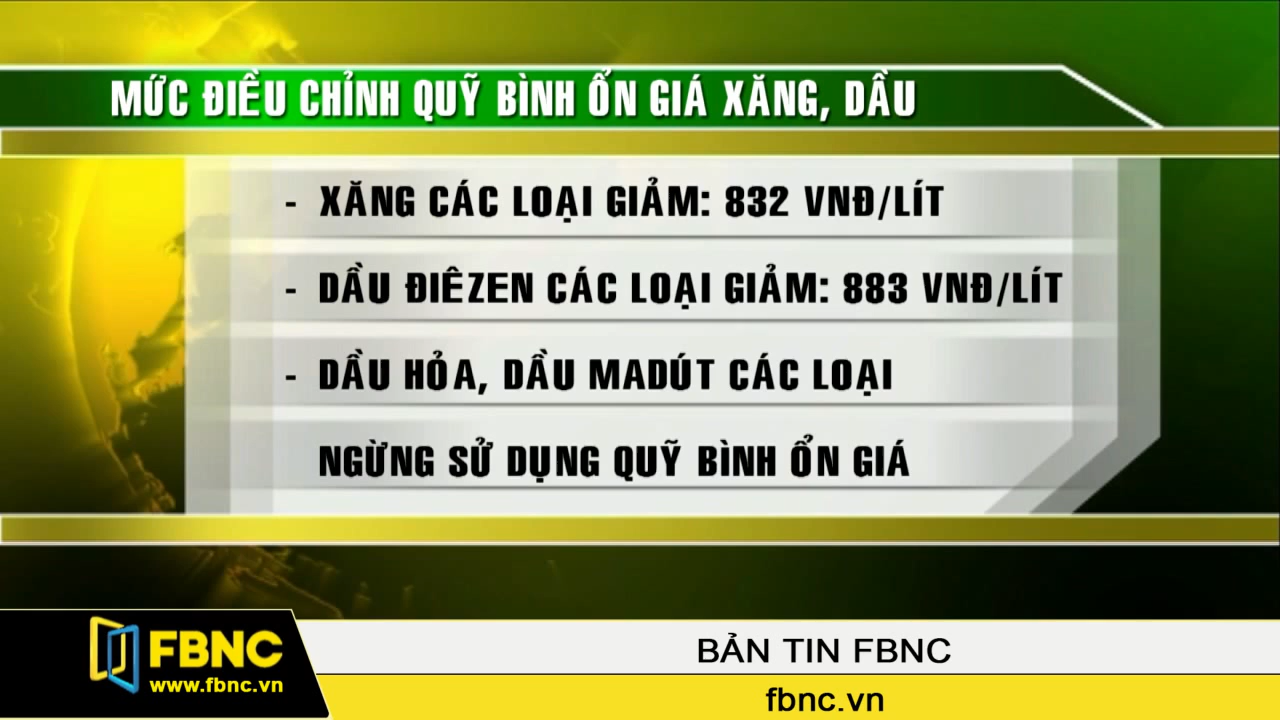 MỨC ĐIỀU CHỈNH QUỸ BÌNH ỔN GIÁ XĂNG, DẦU
- XĂNG CÁC LOẠI GIẢM: 832 VNĐ/LÍT
- DẦU ĐIÊZEN CÁC LOẠI GIẢM: 883 VNĐ/LÍT
- DẦU HỎA, DẦU MADÚT CÁC LOẠI
NGỪNG SỬ DỤNG QUỸ BÌNH ỔN GIÁ
FBNC
www.fbnc.vn
BẢN TIN FBNC
fbnc.vn